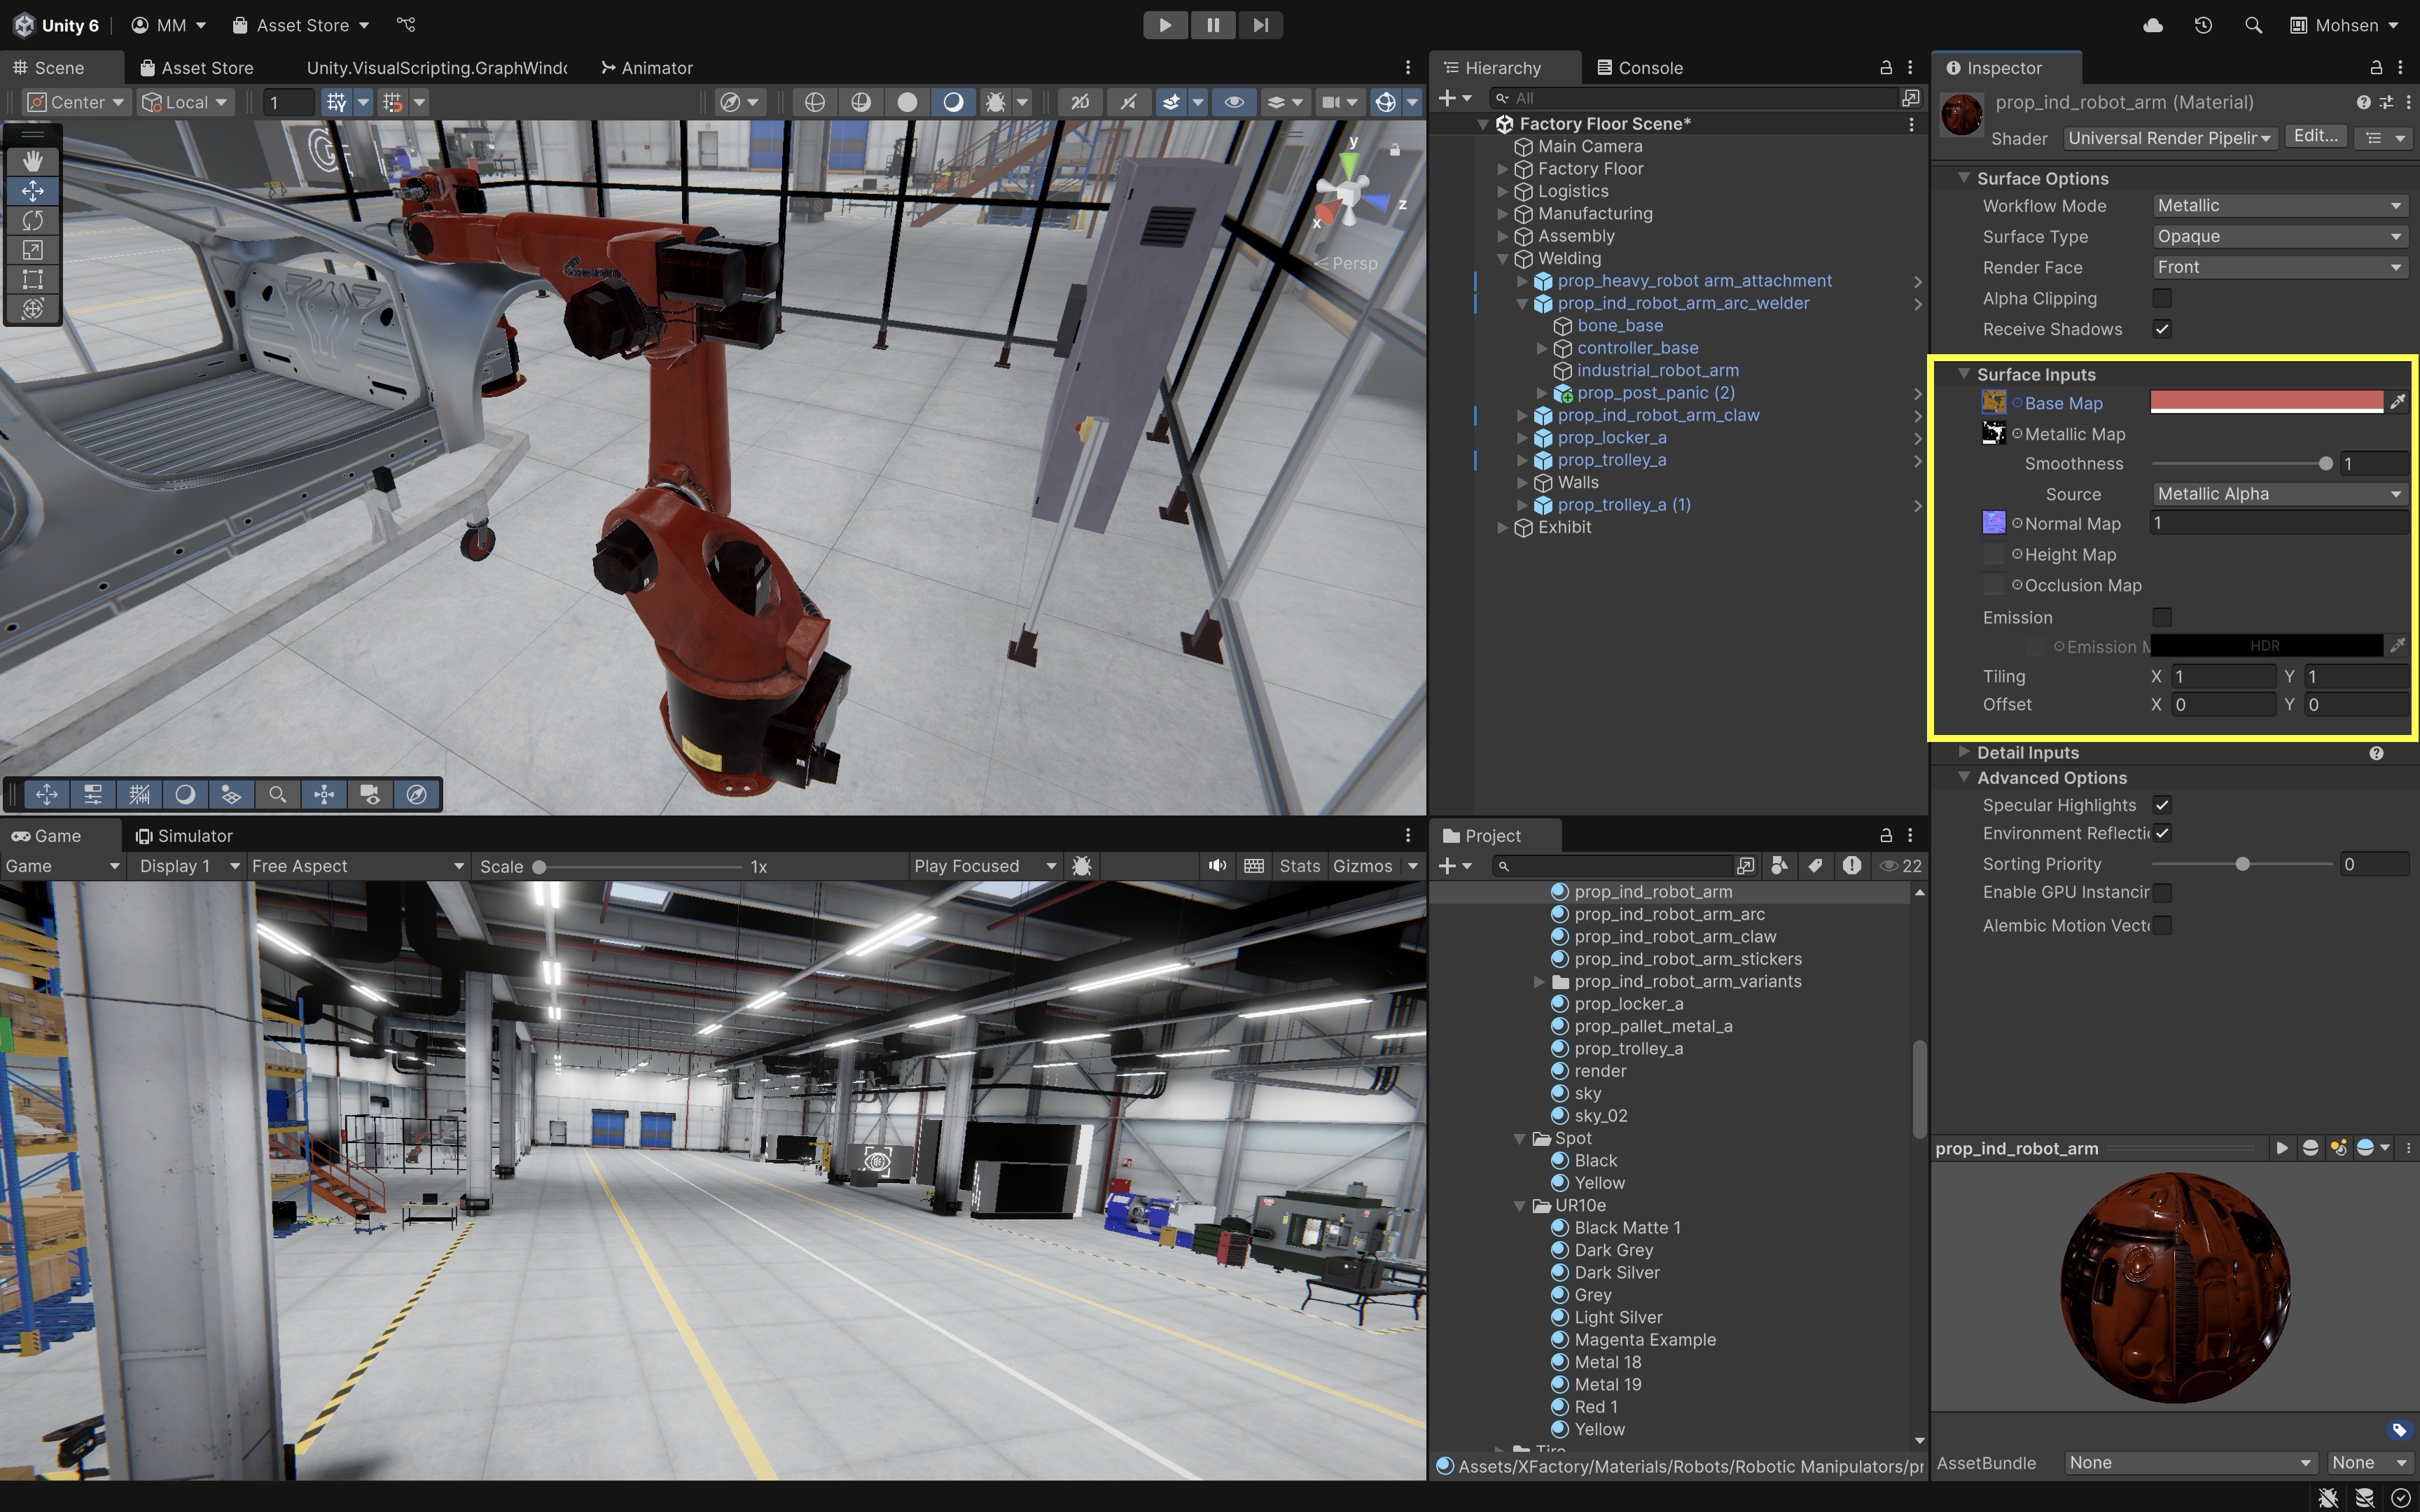 Unity 6
MM
Asset Store
Mohsen
Scene
Asset Store
Unity.VisualScripting.GraphWindo
Animator
Center
Local
1
2D
y
z
x
Persp
Hierarchy
Console
All
Factory Floor Scene*
Main Camera
Factory Floor
Logistics
Manufacturing
Assembly
Welding
prop_heavy_robot arm_attachment
prop_ind_robot_arm_arc_welder
bone_base
controller_base
industrial_robot_arm
prop_post_panic (2)
prop_ind_robot_arm_claw
prop_locker_a
prop_trolley_a
Walls
prop_trolley_a (1)
Exhibit
Inspector
prop_ind_robot_arm (Material)
Shader
Universal Render Pipelir
Edit...
Surface Options
Workflow Mode
Metallic
Surface Type
Opaque
Render Face
Front
Alpha Clipping
Receive Shadows
Surface Inputs
Base Map
Metallic Map
Smoothness
1
Source
Metallic Alpha
Normal Map
1
Height Map
Occlusion Map
Emission
Emission M
HDR
Tiling
X 1 Y 1
Offset
X 0 Y 0
Detail Inputs
Advanced Options
Specular Highlights
Environment Reflecti
Sorting Priority
0
Enable GPU Instancir
Alembic Motion Vect
Game
Simulator
Game
Display 1
Free Aspect
Scale
1x
Play Focused
Stats
Gizmos
Project
22
prop_ind_robot_arm
prop_ind_robot_arm_arc
prop_ind_robot_arm_claw
prop_ind_robot_arm_stickers
prop_ind_robot_arm_variants
prop_locker_a
prop_pallet_metal_a
prop_trolley_a
render
sky
sky_02
Spot
Black
Yellow
UR10e
Black Matte 1
Dark Grey
Dark Silver
Grey
Light Silver
Magenta Example
Metal 18
Metal 19
Red 1
Yellow
Tire
Assets/XFactory/Materials/Robots/Robotic Manipulators/pr
prop_ind_robot_arm
AssetBundle
None
None